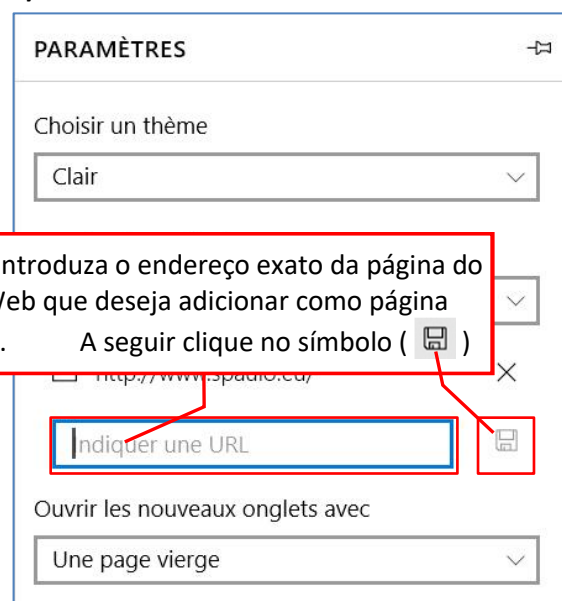 PARAMÈTRES
Choisir un thème
Clair
ntroduza o endereço exato da página do
Web que deseja adicionar como página
. A seguir clique no símbolo ( )
Indiquer une URL
Ouvrir les nouveaux onglets avec
Une page vierge